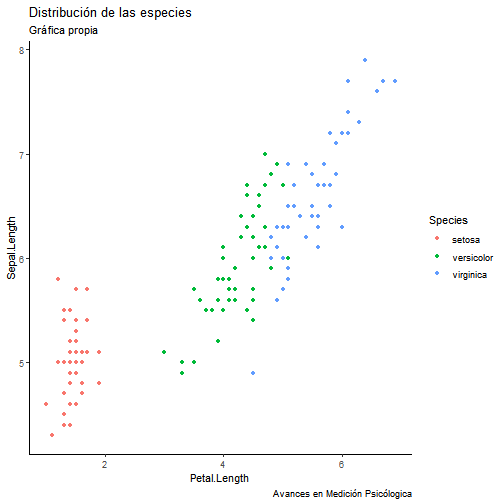 Distribución de las especies
Gráfica propia
8
7
6
5
Sepal.Length
2
4
6
Petal.Length
Species
setosa
versicolor
virginica
Avances en Medición Psicólogica